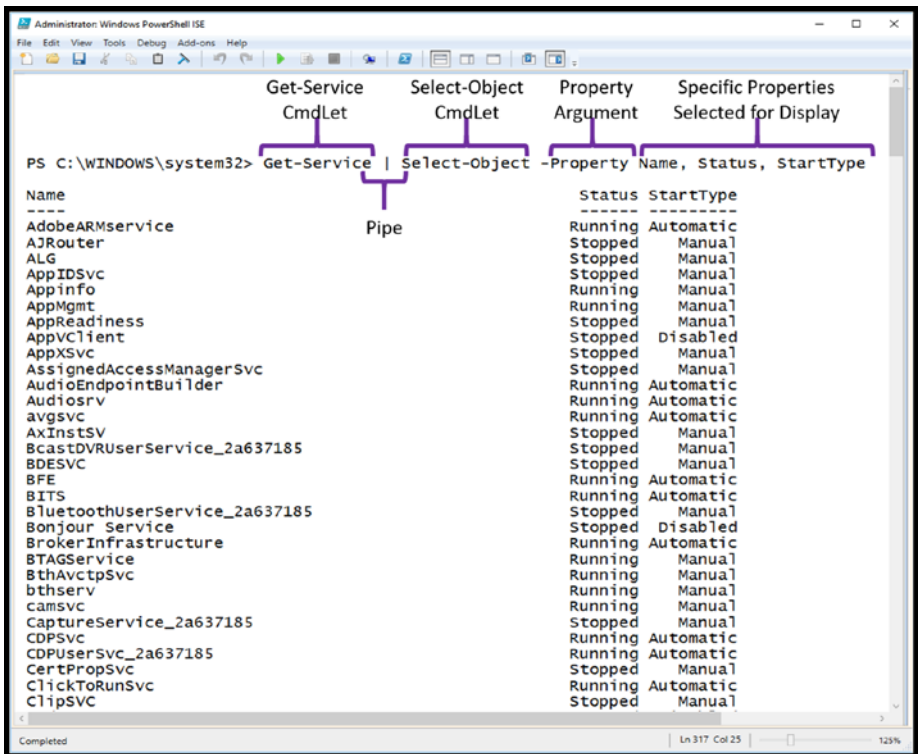 Administrator: Windows PowerShell ISE
File Edit View Tools Debug Add-ons Help
Get-Service Select-Object Property Specific Properties
CmdLet CmdLet Argument Selected for Display
PS C:\WINDOWS\system32> Get-Service | Select-Object -Property Name, Status, StartType
Pipe
Name Status StartType
---- ------ ---------
AdobeARMservice Running Automatic
AJRouter Stopped Manual
ALG Stopped Manual
AppIDSvc Stopped Manual
Appinfo Running Manual
AppMgmt Running Manual
AppReadiness Stopped Manual
AppVClient Stopped Disabled
AppXSvc Stopped Manual
AssignedAccessManagerSvc Stopped Manual
AudioEndpointBuilder Running Automatic
Audiosrv Running Automatic
avgsvc Running Automatic
AxInstSV Stopped Manual
BcastDVRUserService_2a637185 Stopped Manual
BDESVC Stopped Manual
BFE Running Automatic
BITS Running Automatic
BluetoothUserService_2a637185 Stopped Manual
Bonjour Service Stopped Disabled
BrokerInfrastructure Running Automatic
BTAGService Running Manual
BthAvctpSvc Running Manual
bthserv Running Manual
camsvc Running Manual
CaptureService_2a637185 Stopped Manual
CDPSvc Running Automatic
CDPUserSvc_2a637185 Running Automatic
CertPropSvc Stopped Manual
ClickToRunSvc Running Automatic
ClipSVC Stopped Manual
Completed Ln 317 Col 25 125%